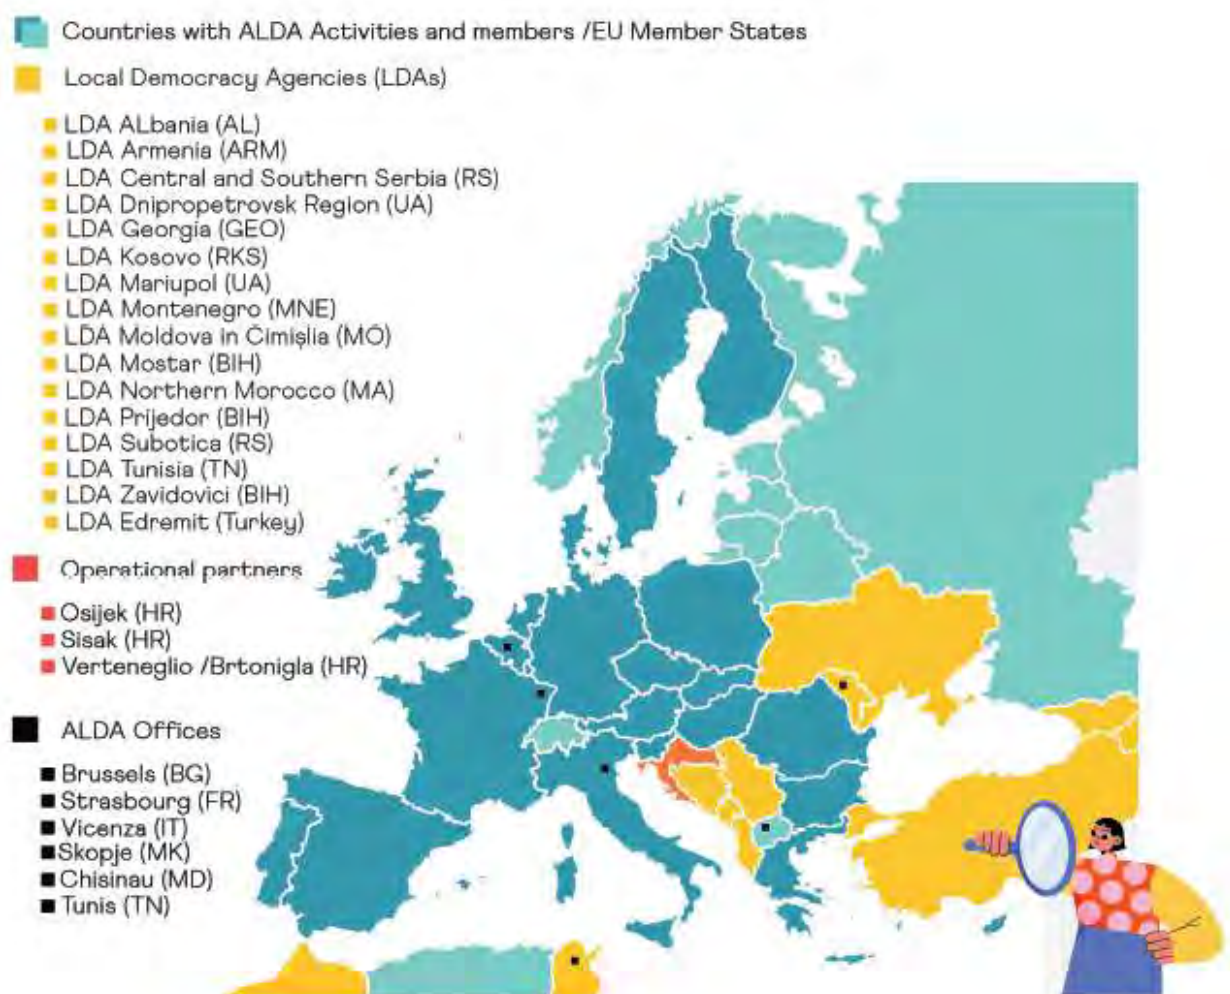 Countries with ALDA Activities and members /EU Member States
Local Democracy Agencies (LDAs)
LDA ALbania (AL)
LDA Armenia (ARM)
LDA Central and Southern Serbia (RS)
LDA Dnipropetrovsk Region (UA)
LDA Georgia (GEO)
LDA Kosovo (RKS)
LDA Mariupol (UA)
LDA Montenegro (MNE)
LDA Moldova in Cimișlia (MO)
LDA Mostar (BIH)
LDA Northern Morocco (MA)
LDA Prijedor (BIH)
LDA Subotica (RS)
LDA Tunisia (TN)
LDA Zavidovici (BIH)
LDA Edremit (Turkey)
Operational partners
Osijek (HR)
Sisak (HR)
Verteneglio /Brtonigla (HR)
ALDA Offices
Brussels (BG)
Strasbourg (FR)
Vicenza (IT)
Skopje (MK)
Chisinau (MD)
Tunis (TN)